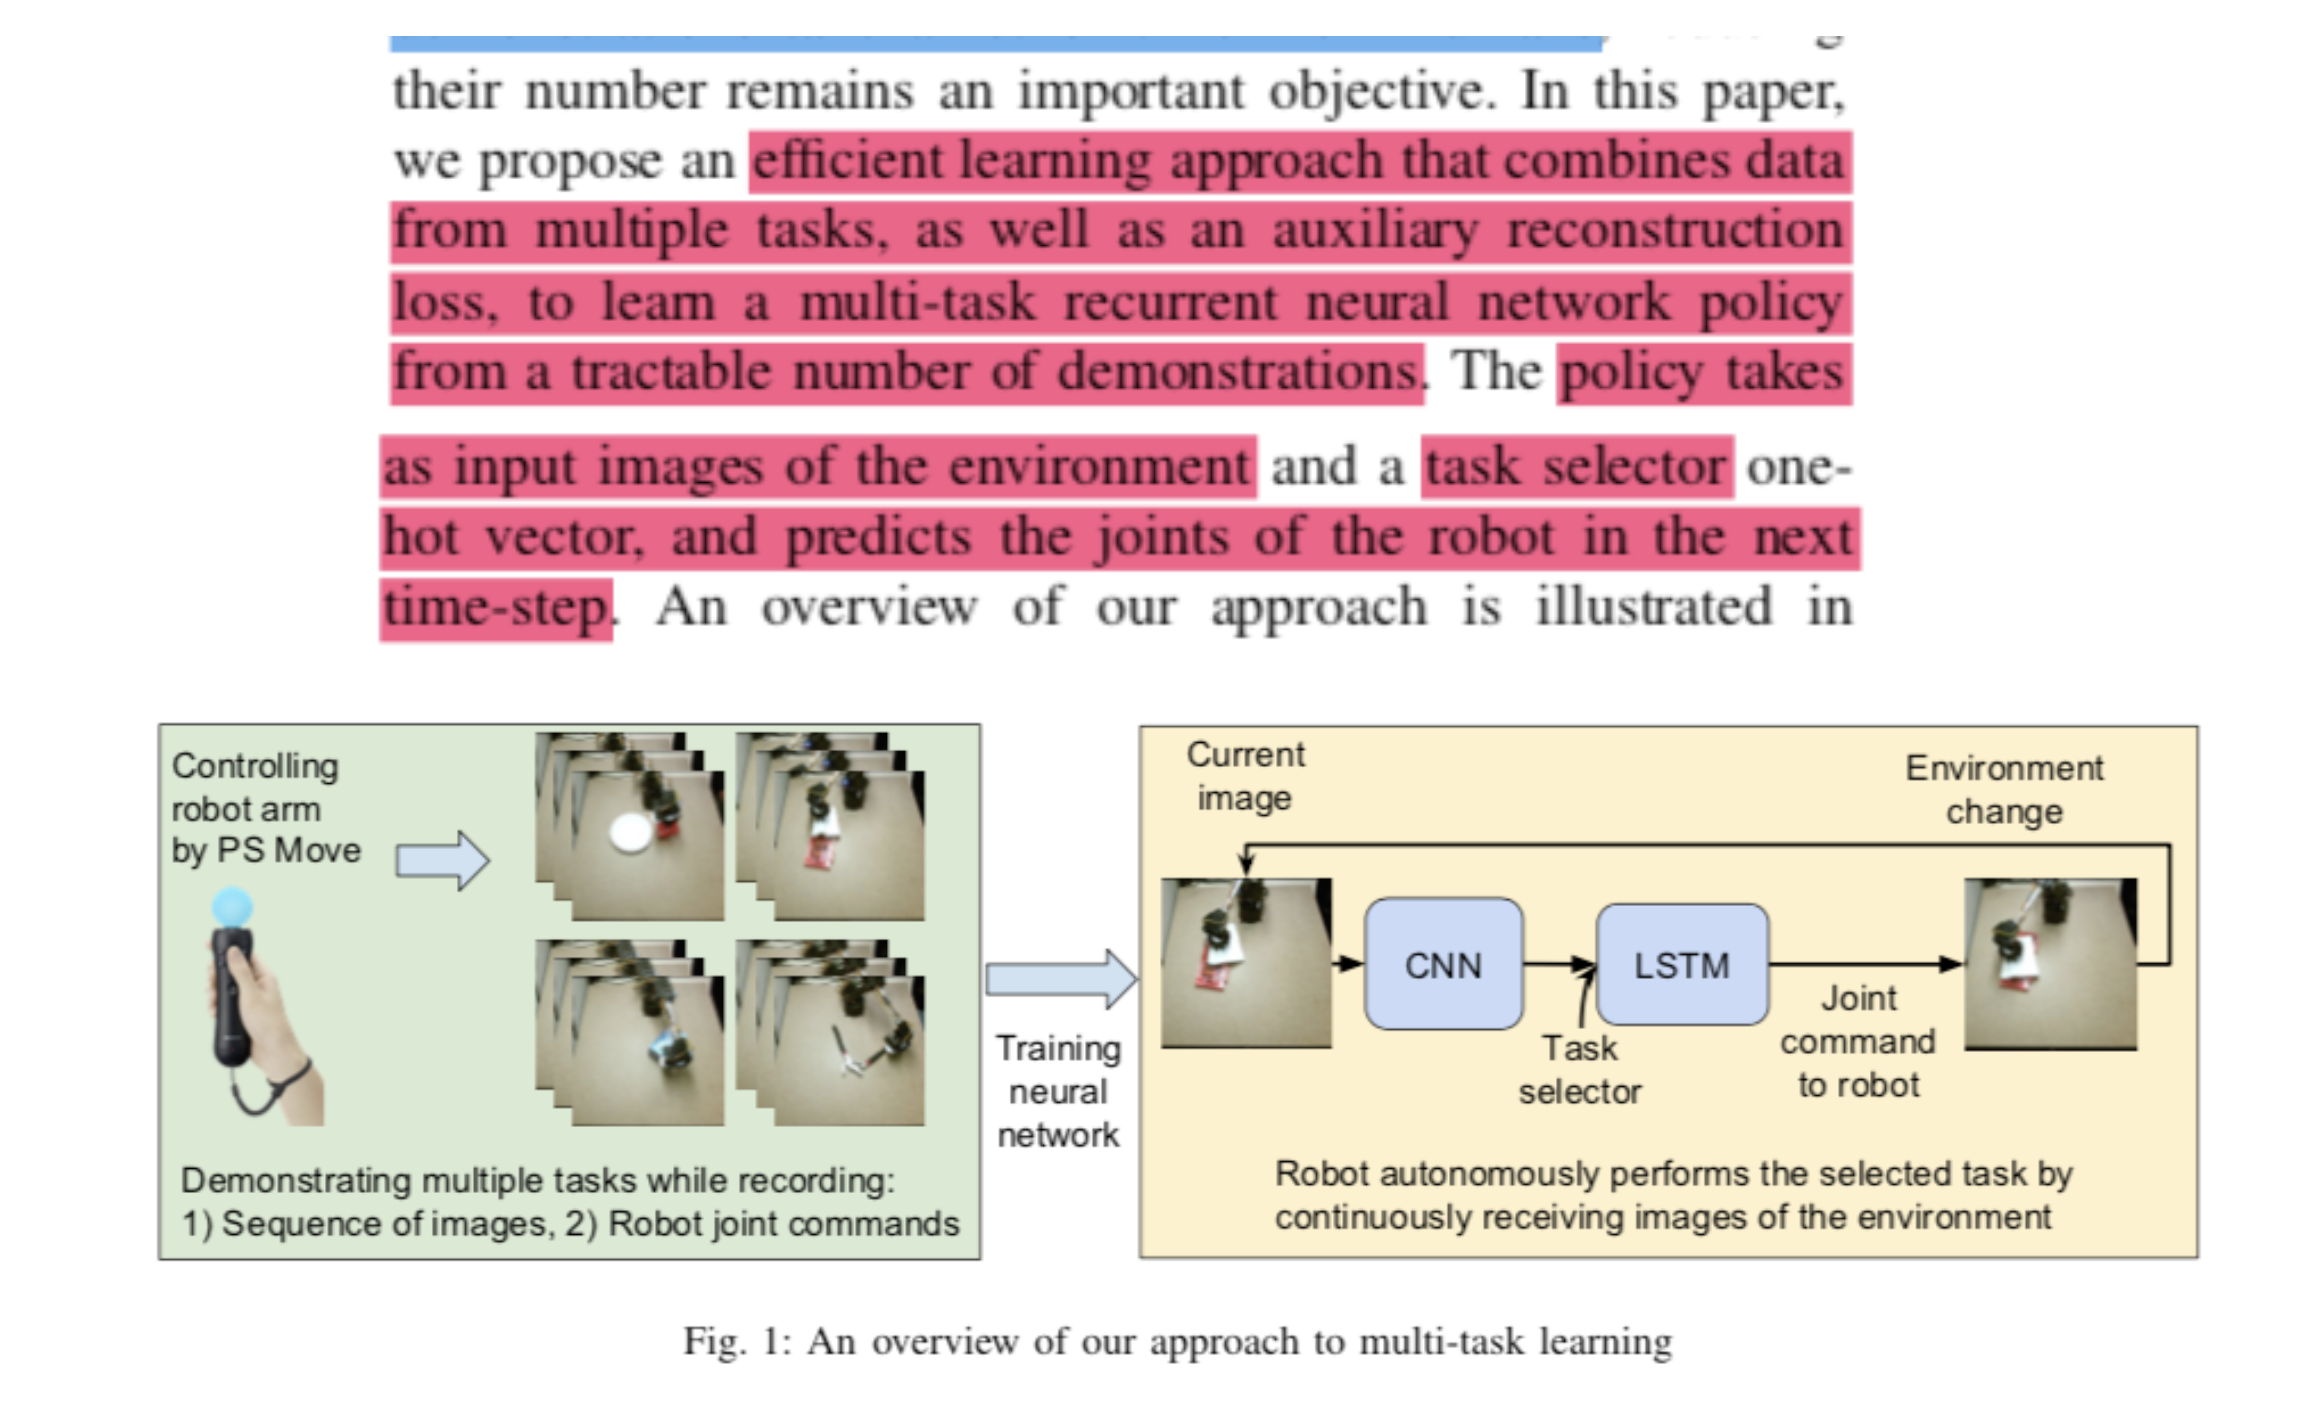 their number remains an important objective. In this paper,
we propose an efficient learning approach that combines data
from multiple tasks, as well as an auxiliary reconstruction
loss, to learn a multi-task recurrent neural network policy
from a tractable number of demonstrations. The policy takes
as input images of the environment and a task selector one-
hot vector, and predicts the joints of the robot in the next
time-step. An overview of our approach is illustrated in
Controlling
robot arm
by PS Move
Demonstrating multiple tasks while recording:
1) Sequence of images, 2) Robot joint commands
Training
neural
network
Current
image
Environment
change
CNN
LSTM
Task
selector
Joint
command
to robot
Robot autonomously performs the selected task by
continuously receiving images of the environment
Fig. 1: An overview of our approach to multi-task learning